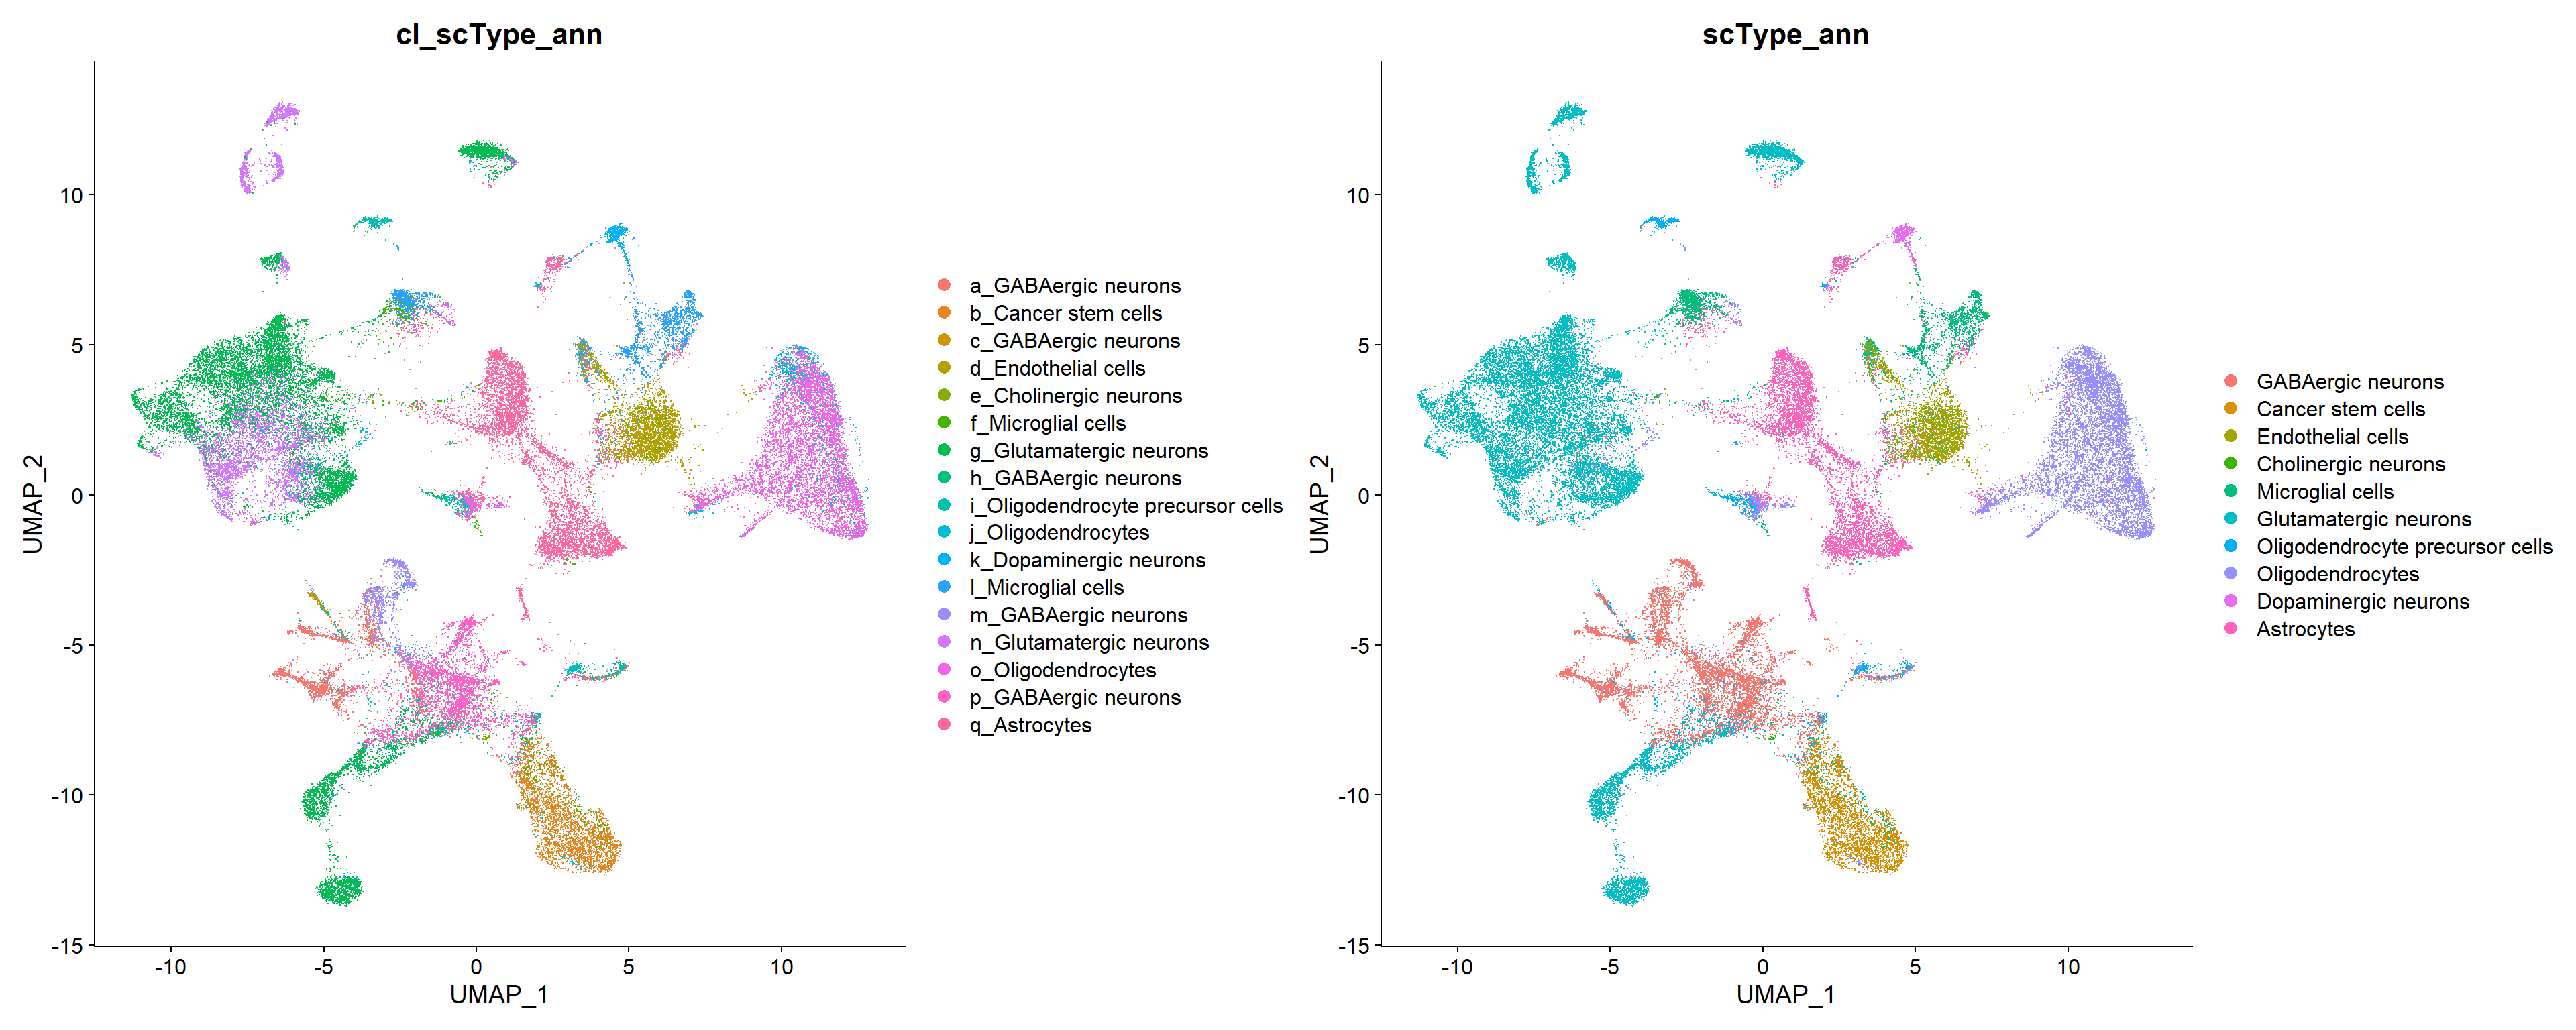 cl_scType_ann
10
5
0
-5
-10
-15
-10
-5
0
5
10
UMAP_1
UMAP_2
a_GABAergic neurons
b_Cancer stem cells
c_GABAergic neurons
d_Endothelial cells
e_Cholinergic neurons
f_Microglial cells
g_Glutamatergic neurons
h_GABAergic neurons
i_Oligodendrocyte precursor cells
j_Oligodendrocytes
k_Dopaminergic neurons
l_Microglial cells
m_GABAergic neurons
n_Glutamatergic neurons
o_Oligodendrocytes
p_GABAergic neurons
q_Astrocytes
scType_ann
10
5
0
-5
-10
-15
-10
-5
0
5
10
UMAP_1
UMAP_2
GABAergic neurons
Cancer stem cells
Endothelial cells
Cholinergic neurons
Microglial cells
Glutamatergic neurons
Oligodendrocyte precursor cells
Oligodendrocytes
Dopaminergic neurons
Astrocytes